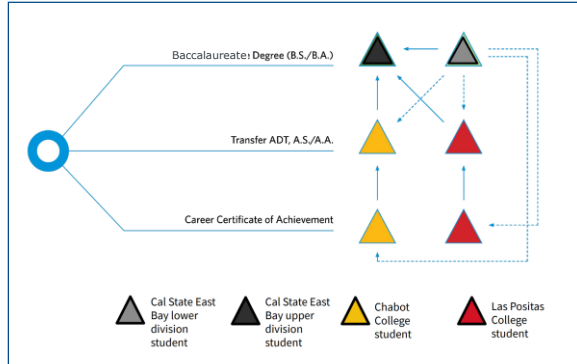 Baccalaureate: Degree (B.S./B.A.)
Transfer ADT, A.S./A.A.
Career Certificate of Achievement
Cal State East
Bay lower
division
student
Cal State East
Bay upper
division
student
Chabot
College
student
Las Positas
College
student